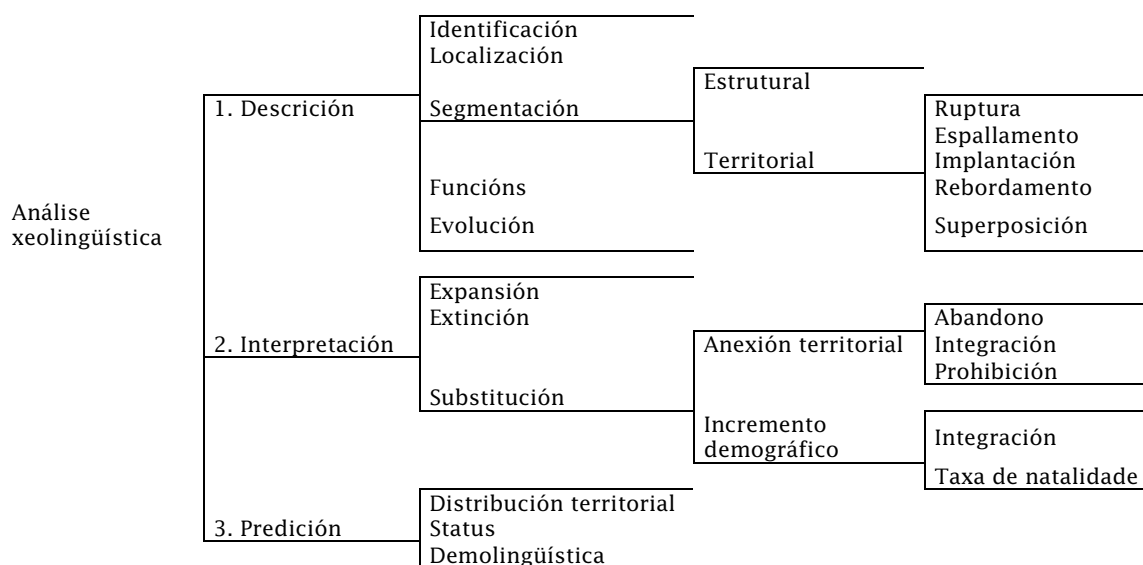 Análise
xeolingüística
1. Descrición
Identificación
Localización
Segmentación
Estrutural
Territorial
Ruptura
Espallamento
Implantación
Rebordamento
Superposición
Funcións
Evolución
2. Interpretación
Expansión
Extinción
Substitución
Anexión territorial
Abandono
Integración
Prohibición
Incremento
demográfico
Integración
Taxa de natalidade
3. Predición
Distribución territorial
Status
Demolingüística